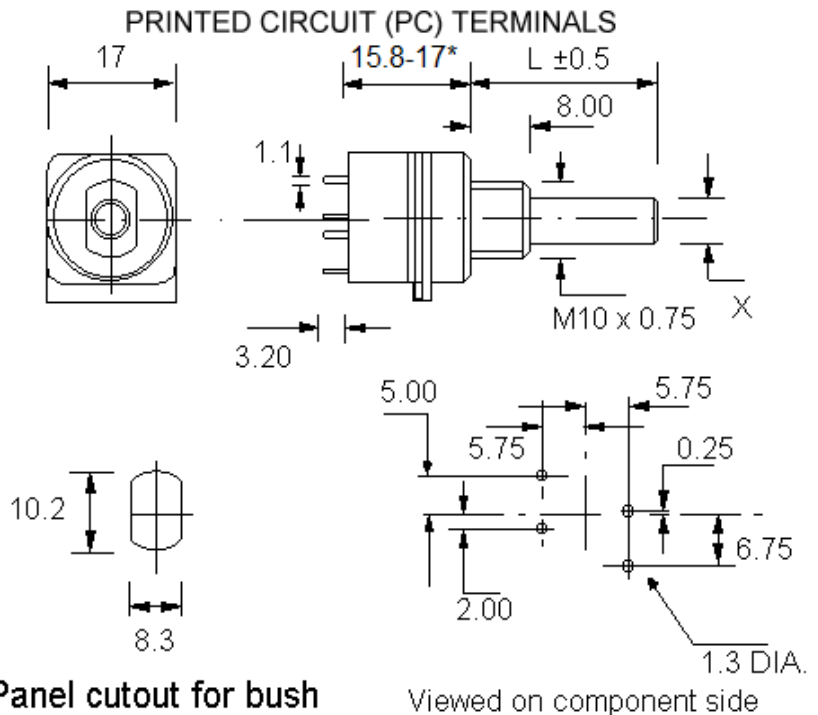 PRINTED CIRCUIT (PC) TERMINALS
17
15.8-17*
L ±0.5
8.00
1.1
M10 x 0.75
X
3.20
5.00
5.75
5.75
0.25
10.2
6.75
2.00
8.3
1.3 DIA.
Panel cutout for bush
Viewed on component side